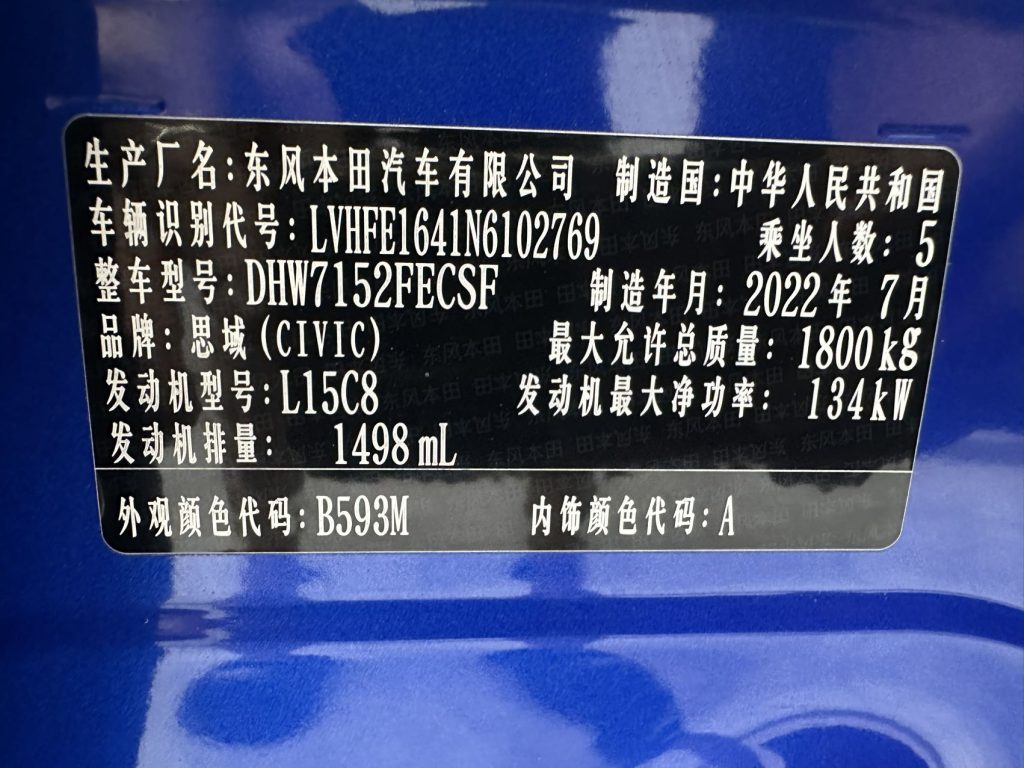 生产厂名:东风本田汽车有限公司 制造国:中华人民共和国
车辆识别代号:LVHFE1641N6102769 乘坐人数:5
整车型号:DHW7152FECSF 制造年月:2022年 7月
品牌:思域(CIVIC) 最大允许总质量:1800kg
发动机型号:L15C8 发动机最大净功率:134kW
发动机排量: 1498mL
外观颜色代码:B593M 内饰颜色代码:A